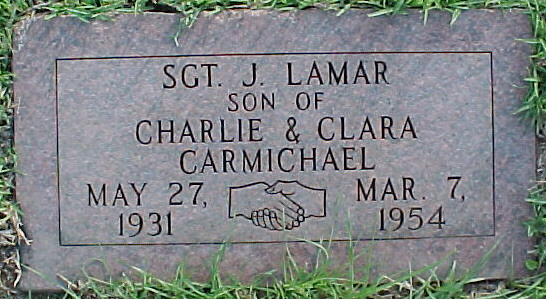 SGT. J. LAMAR
SON OF
CHARLIE & CLARA
CARMICHAEL
MAY 27, 1931
MAR. 7, 1954